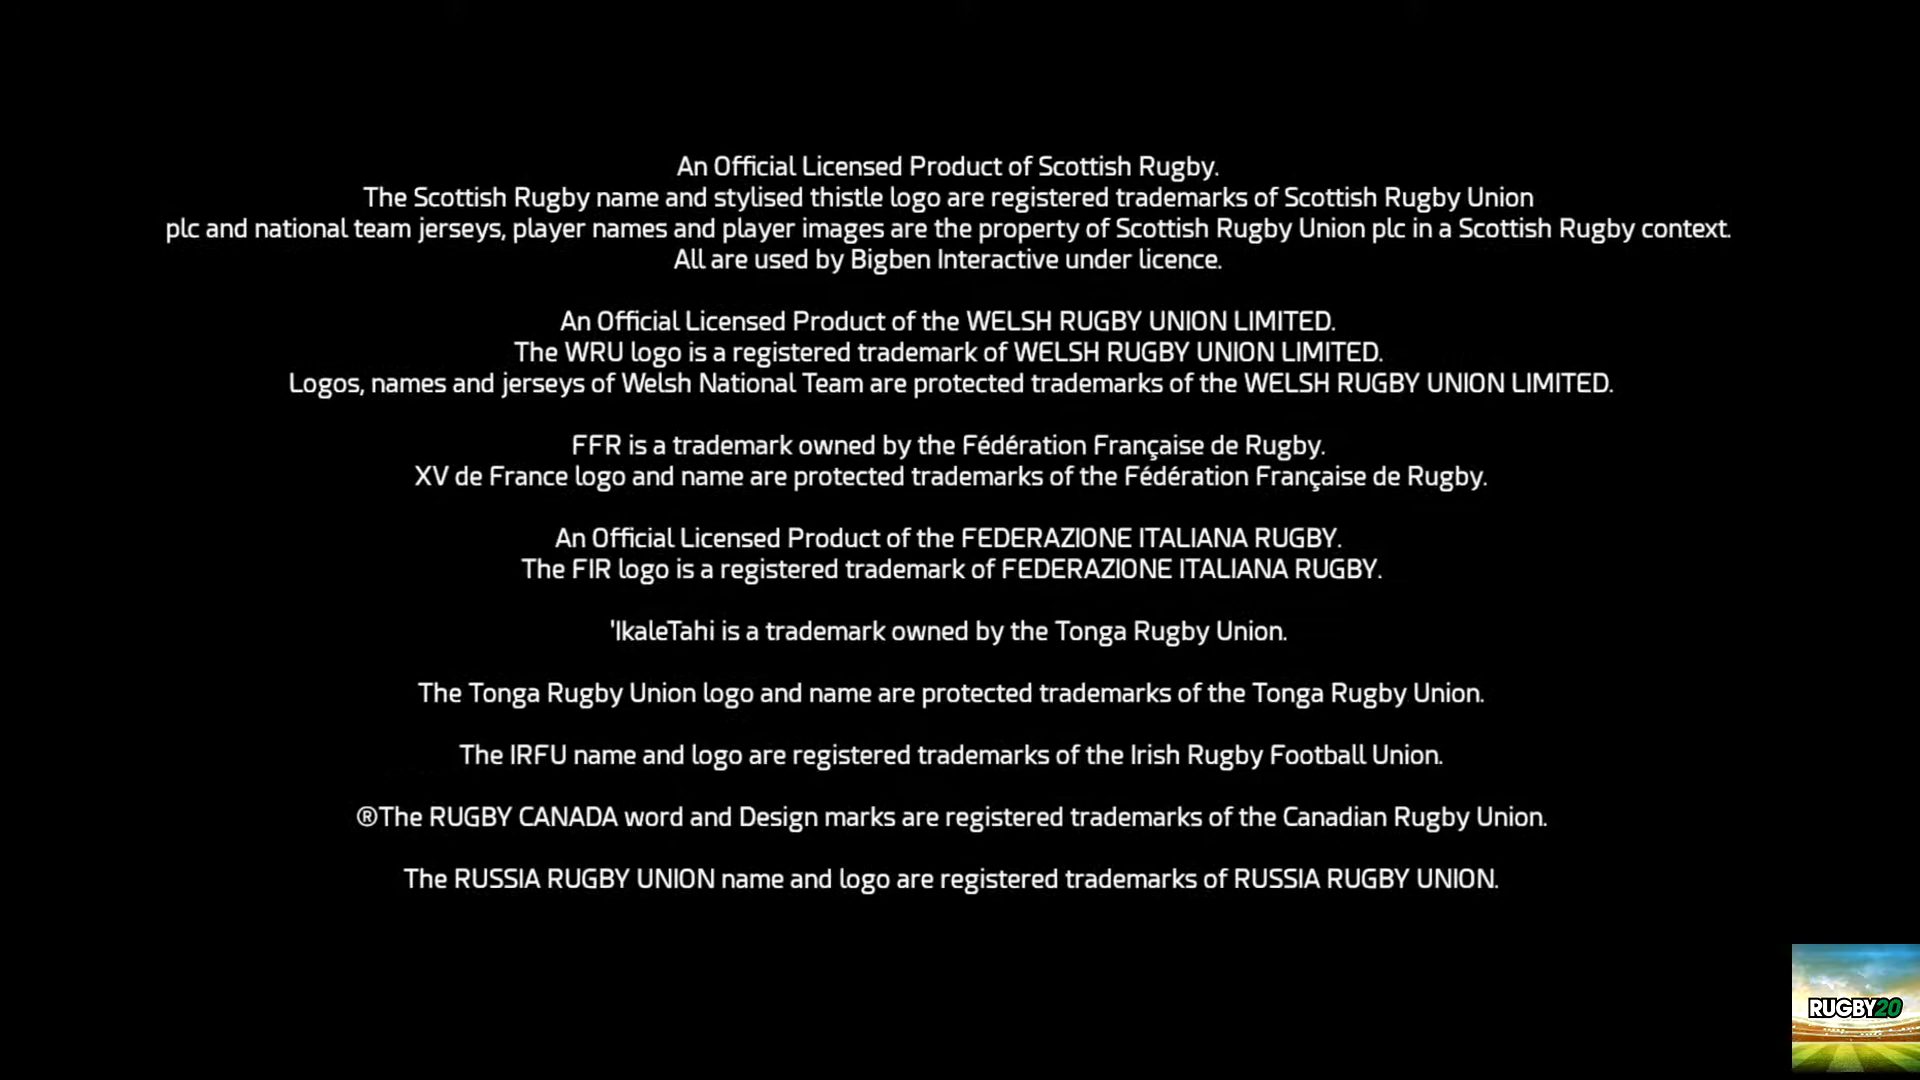 An Official Licensed Product of Scottish Rugby.
The Scottish Rugby name and stylised thistle logo are registered trademarks of Scottish Rugby Union
plc and national team jerseys, player names and player images are the property of Scottish Rugby Union plc in a Scottish Rugby context.
All are used by Bigben Interactive under licence.
An Official Licensed Product of the WELSH RUGBY UNION LIMITED.
The WRU logo is a registered trademark of WELSH RUGBY UNION LIMITED.
Logos, names and jerseys of Welsh National Team are protected trademarks of the WELSH RUGBY UNION LIMITED.
FFR is a trademark owned by the Fédération Française de Rugby.
XV de France logo and name are protected trademarks of the Fédération Française de Rugby.
An Official Licensed Product of the FEDERAZIONE ITALIANA RUGBY.
The FIR logo is a registered trademark of FEDERAZIONE ITALIANA RUGBY.
'IkaleTahi is a trademark owned by the Tonga Rugby Union.
The Tonga Rugby Union logo and name are protected trademarks of the Tonga Rugby Union.
The IRFU name and logo are registered trademarks of the Irish Rugby Football Union.
®The RUGBY CANADA word and Design marks are registered trademarks of the Canadian Rugby Union.
The RUSSIA RUGBY UNION name and logo are registered trademarks of RUSSIA RUGBY UNION.
RUGBY20